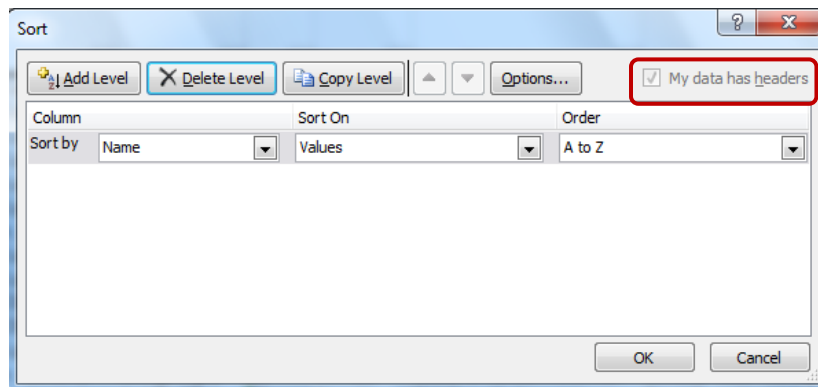 Sort
Add Level Delete Level Copy Level Options... My data has headers
Column Sort On Order
Sort by Name Values A to Z
OK Cancel